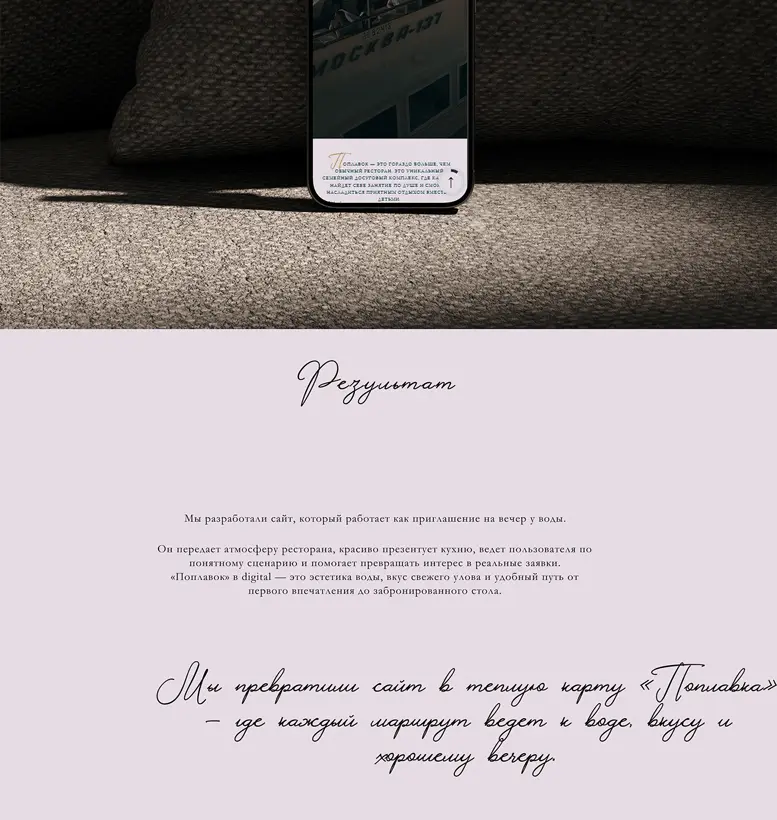 МОСКВА-137
Поплавок — это гораздо больше, чем
обычный ресторан. Это уникальный
семейный досуговый комплекс, где ка
найдет себе занятие по душе и смож
насладиться приятным отдыхом вместе
детьми.
↑
Результат
Мы разработали сайт, который работает как приглашение на вечер у воды.
Он передает атмосферу ресторана, красиво презентует кухню, ведет пользователя по
понятному сценарию и помогает превращать интерес в реальные заявки.
«Поплавок» в digital — это эстетика воды, вкус свежего улова и удобный путь от
первого впечатления до забронированного стола.
Мы превратили сайт в теплую карту «Поплавка»
— где каждый маршрут ведет к воде, вкусу и
хорошему вечеру.